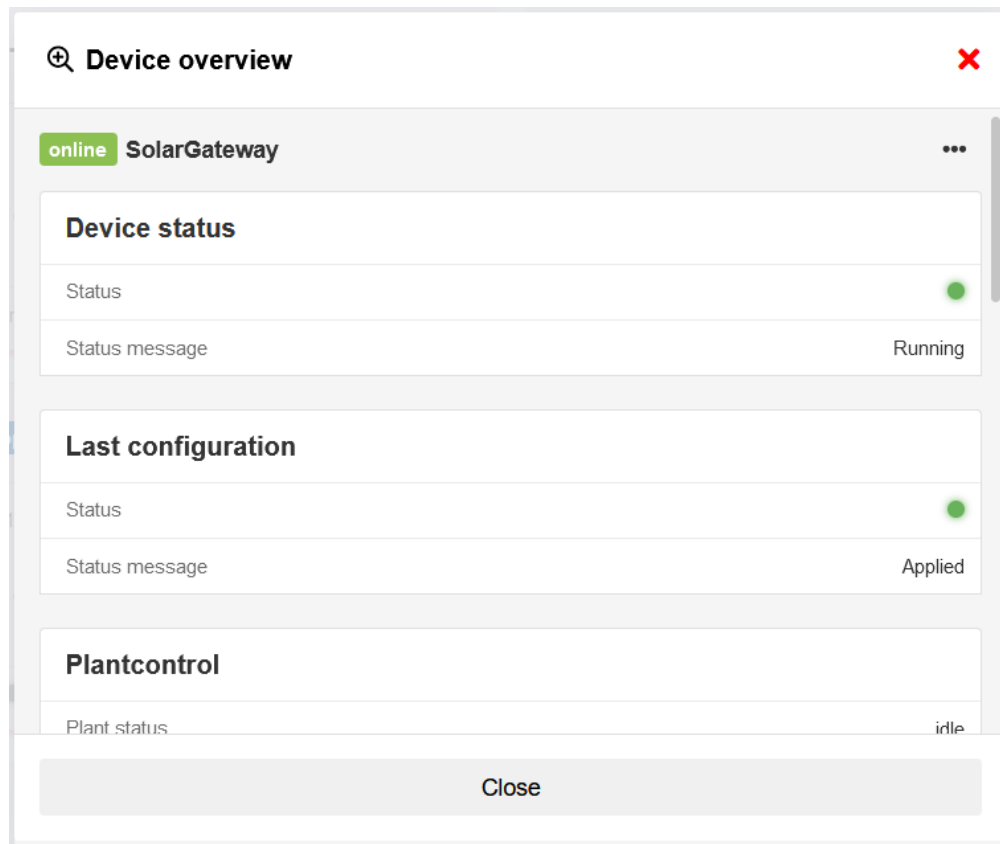 Device overview
online SolarGateway
Device status
Status
Status message Running
Last configuration
Status
Status message Applied
Plantcontrol
Plant status idle
Close